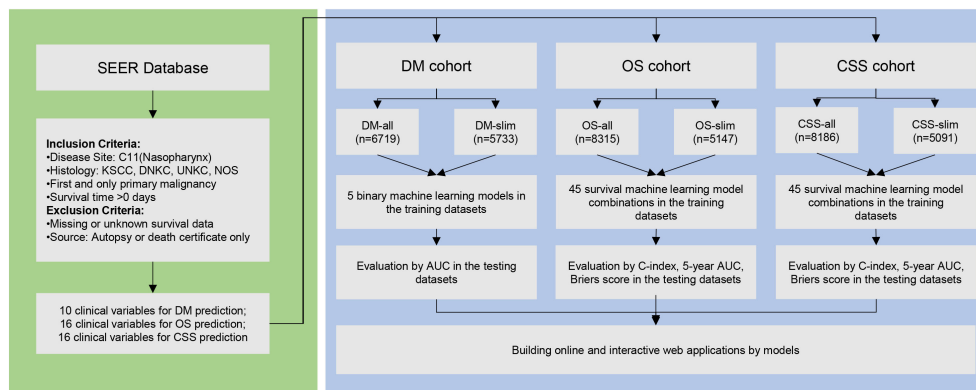 SEER Database
Inclusion Criteria:
•Disease Site: C11(Nasopharynx)
•Histology: KSCC, DNKC, UNKC, NOS
•First and only primary malignancy
•Survival time >0 days
Exclusion Criteria:
•Missing or unknown survival data
•Source: Autopsy or death certificate only
10 clinical variables for DM prediction;
16 clinical variables for OS prediction;
16 clinical variables for CSS prediction
DM cohort
DM-all
(n=6719)
DM-slim
(n=5733)
5 binary machine learning models in
the training datasets
Evaluation by AUC in the testing
datasets
OS cohort
OS-all
(n=8315)
OS-slim
(n=5147)
45 survival machine learning model
combinations in the training
datasets
Evaluation by C-index, 5-year AUC,
Briers score in the testing datasets
CSS cohort
CSS-all
(n=8186)
CSS-slim
(n=5091)
45 survival machine learning model
combinations in the training
datasets
Evaluation by C-index, 5-year AUC,
Briers score in the testing datasets
Building online and interactive web applications by models